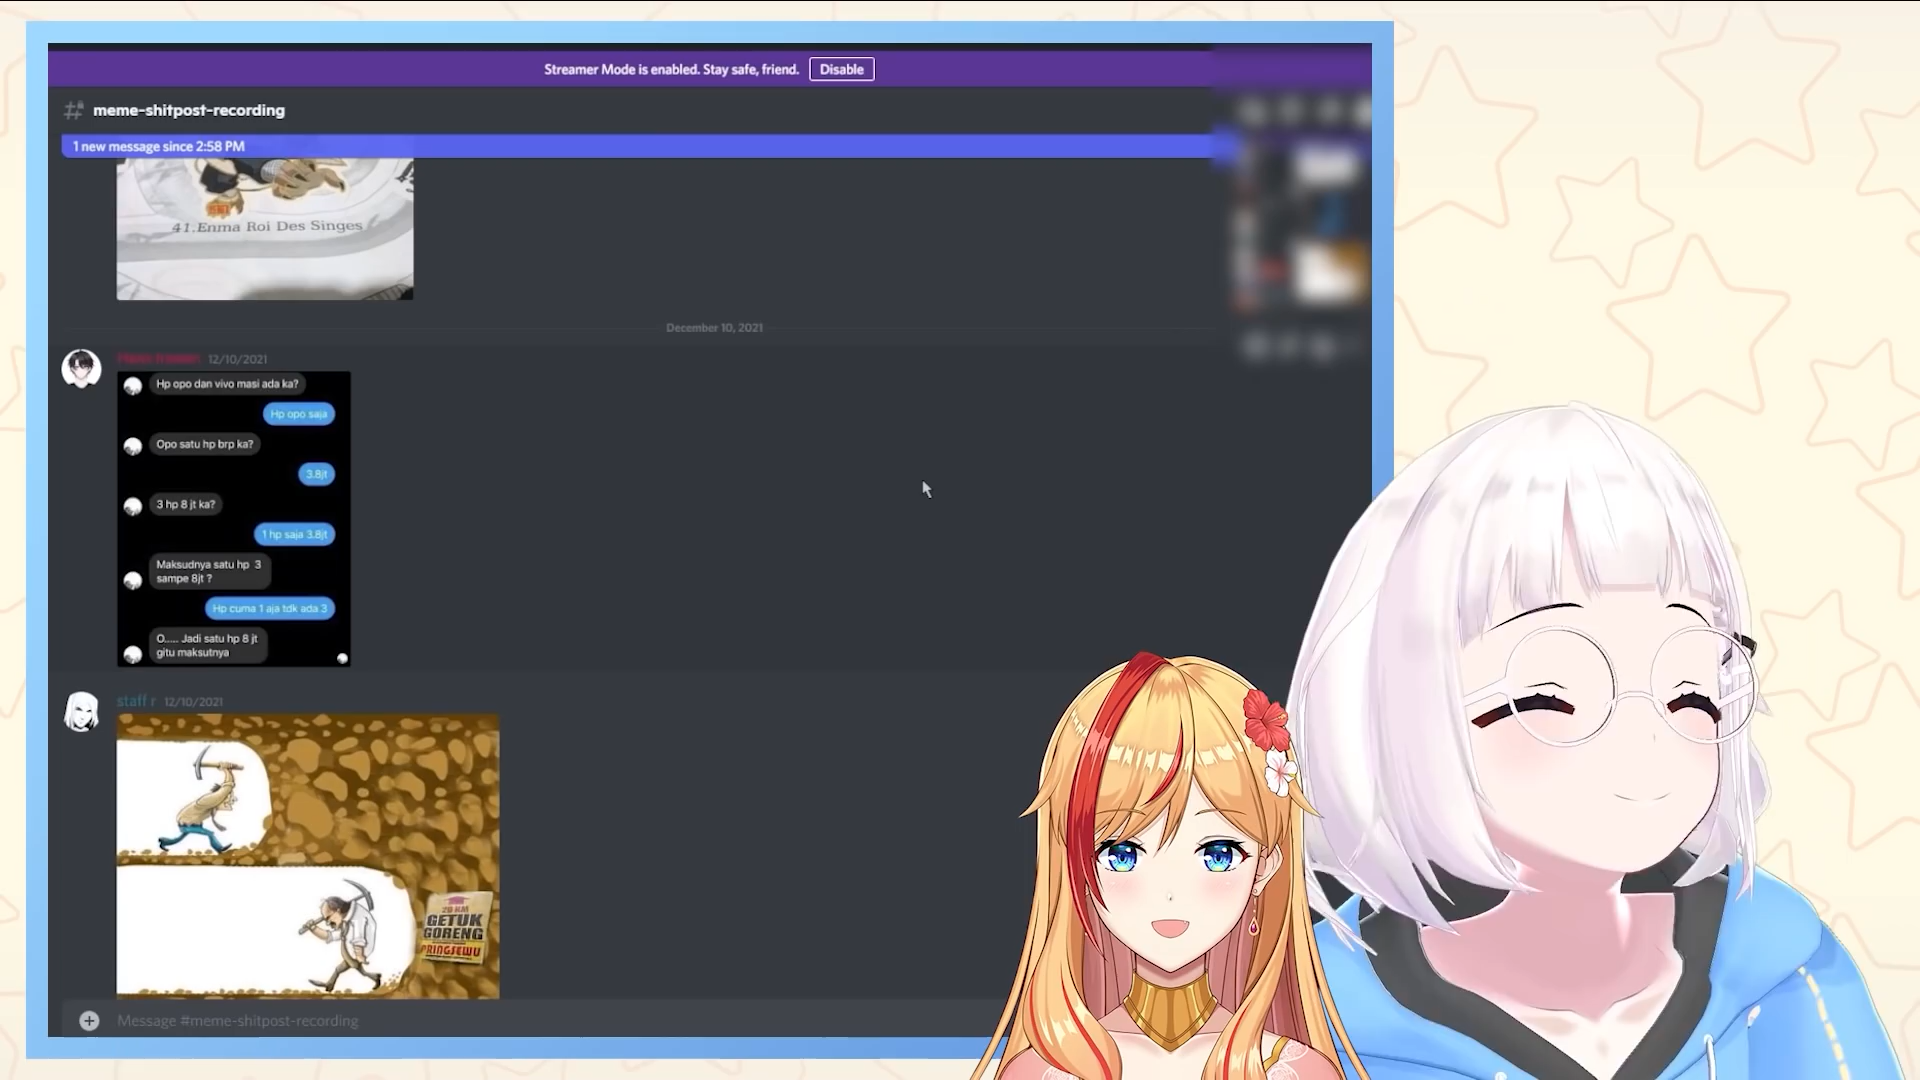 Streamer Mode is enabled. Stay safe, friend.
Disable
meme-shitpost-recording
1 new message since 2:58 PM
41.Enma Roi Des Singes
December 10, 2021
12/10/2021
Hp opo dan vivo masi ada ka?
Hp opo saja
Opo satu hp brp ka?
3.8jt
3 hp 8 jt ka?
1 hp saja 3.8jt
Maksudnya satu hp 3
sampe 8jt ?
Hp cuma 1 aja tdk ada 3
O..... Jadi satu hp 8 jt
gitu maksutnya
staff r 12/10/2021
20 KM
GETUK
GORENG
PRINGSEWU
Message #meme-shitpost-recording